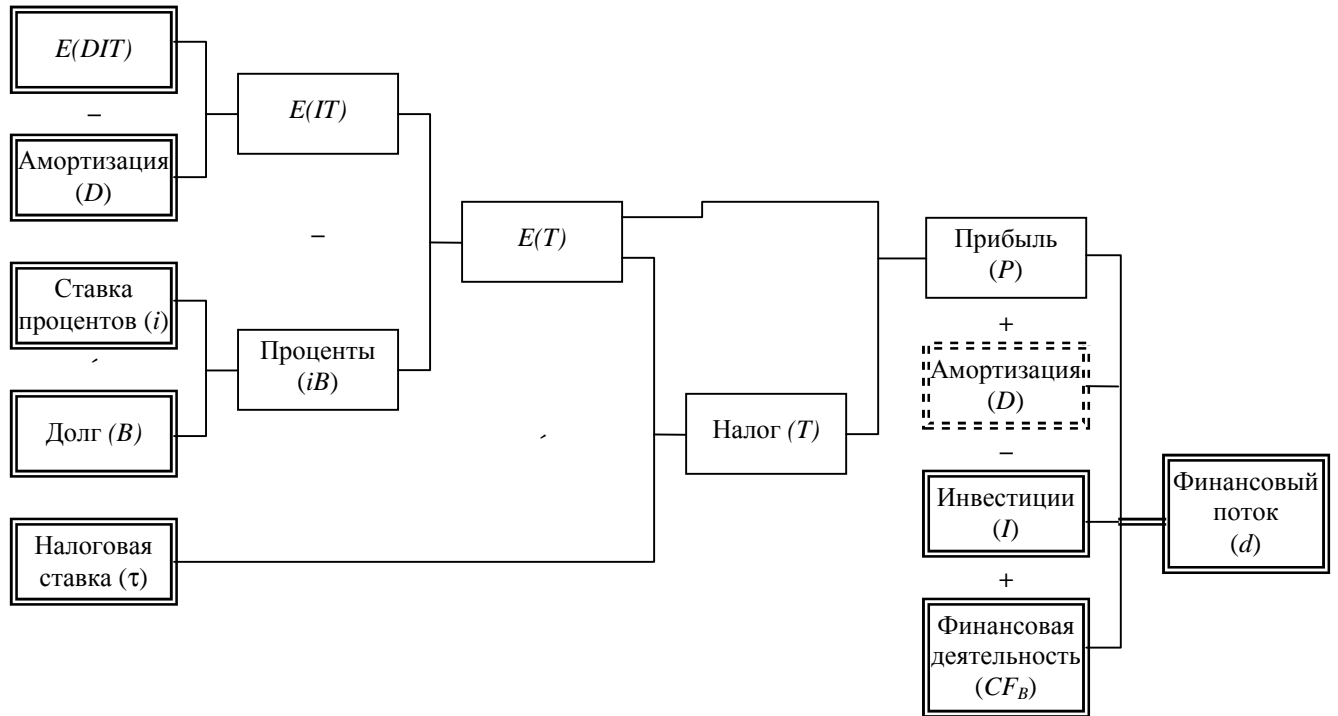 E(DIT)
–
Амортизация
(D)
E(IT)
–
Ставка
процентов (i)
´
Долг (B)
Проценты
(iB)
E(T)
´
Налоговая
ставка (τ)
Налог (T)
Прибыль
(P)
+
Амортизация
(D)
–
Инвестиции
(I)
+
Финансовая
деятельность
(CF_B)
Финансовый
поток
(d)